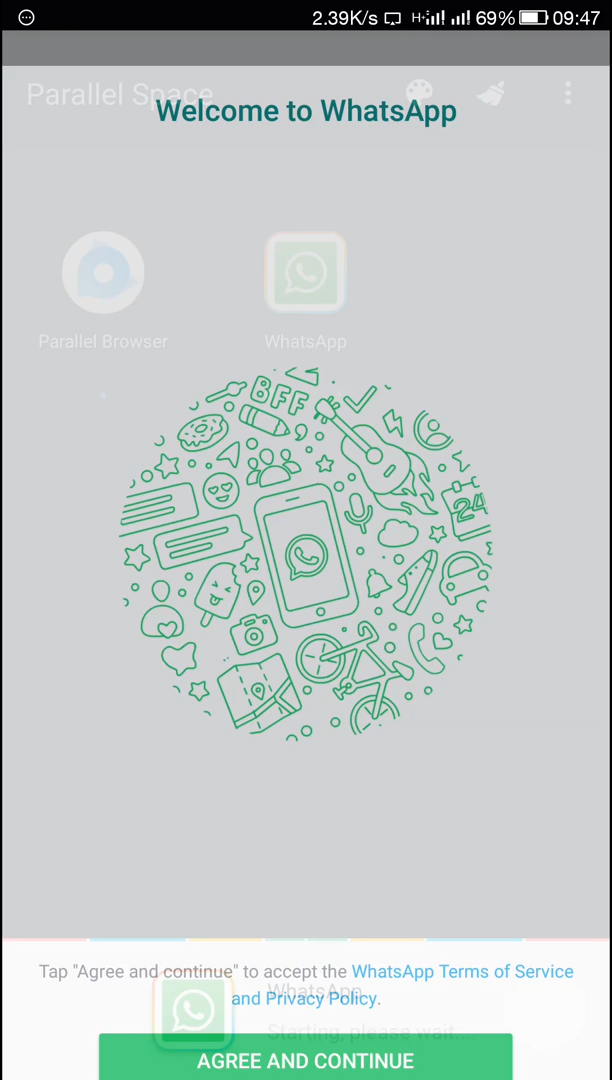 2.39K/s H+ 69% 09:47
Parallel Space
Welcome to WhatsApp
Parallel Browser WhatsApp
BFF
24
Tap "Agree and continue" to accept the WhatsApp Terms of Service
and Privacy Policy.
WhatsApp
Starting, please wait...
AGREE AND CONTINUE